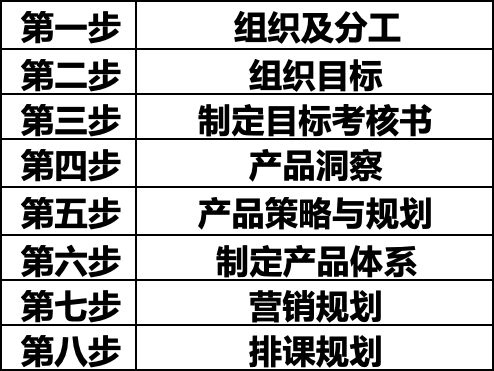 第一步 组织及分工
第二步 组织目标
第三步 制定目标考核书
第四步 产品洞察
第五步 产品策略与规划
第六步 制定产品体系
第七步 营销规划
第八步 排课规划